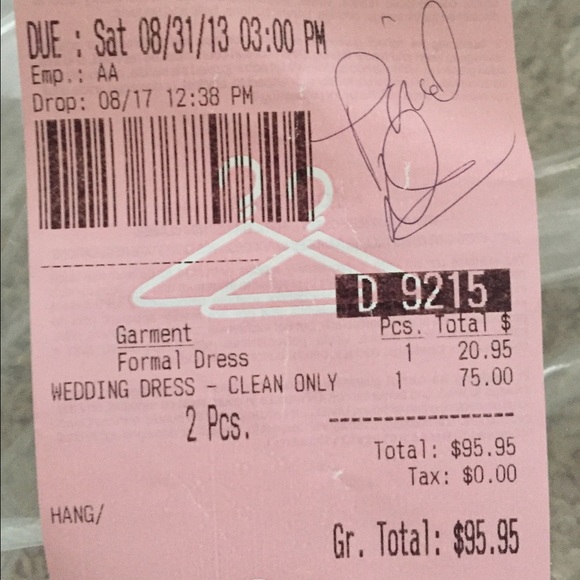 DUE : Sat 08/31/13 03:00 PM
Emp.: AA
Drop: 08/17 12:38 PM
Paid
D 9215
Garment Pcs. Total $
Formal Dress 1 20.95
WEDDING DRESS - CLEAN ONLY 1 75.00
2 Pcs.
Total: $95.95
Tax: $0.00
HANG/
Gr. Total: $95.95